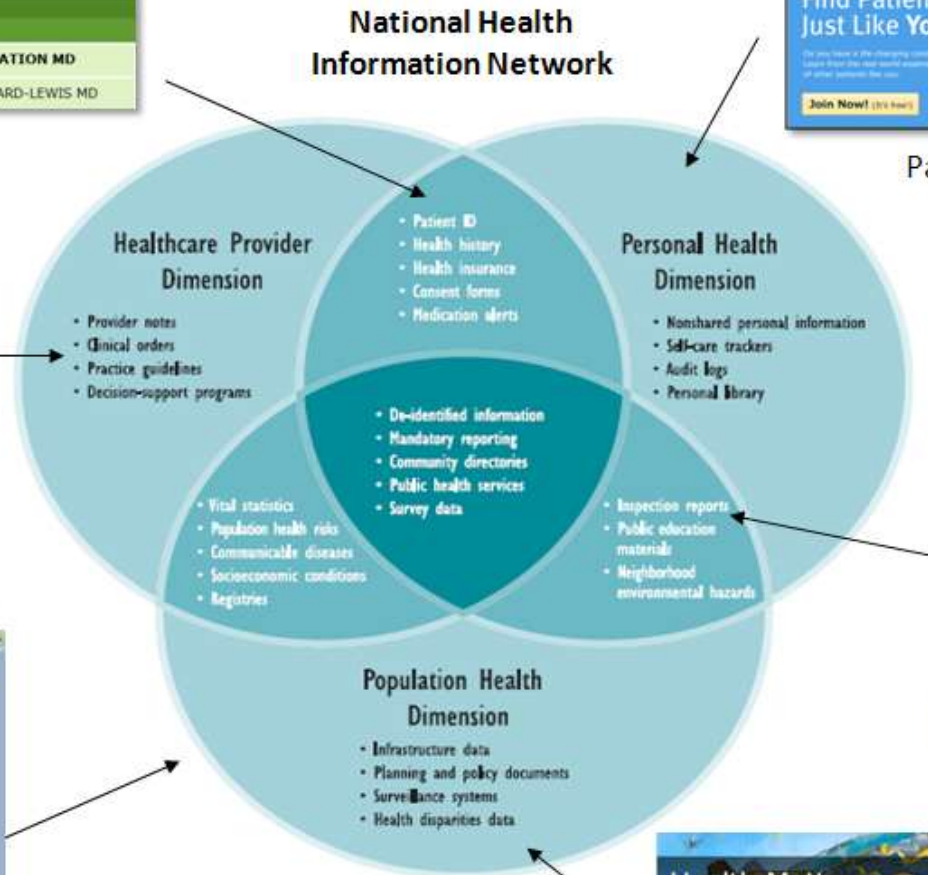 National Health
Information Network
ATION MD
ARD-LEWIS MD
Find Patien
Just Like Yo
Join Now!
Pa
Healthcare Provider
Dimension
• Provider notes
• Clinical orders
• Practice guidelines
• Decision-support programs
• Patient ID
• Health history
• Health insurance
• Consent forms
• Medication alerts
Personal Health
Dimension
• Nonshared personal information
• Self-care trackers
• Audit logs
• Personal library
• De-identified information
• Mandatory reporting
• Community directories
• Public health services
• Survey data
• Vital statistics
• Population health risks
• Communicable diseases
• Socioeconomic conditions
• Registries
• Inspection reports
• Public education
materials
• Neighborhood
environmental hazards
Population Health
Dimension
• Infrastructure data
• Planning and policy documents
• Surveillance systems
• Health disparities data